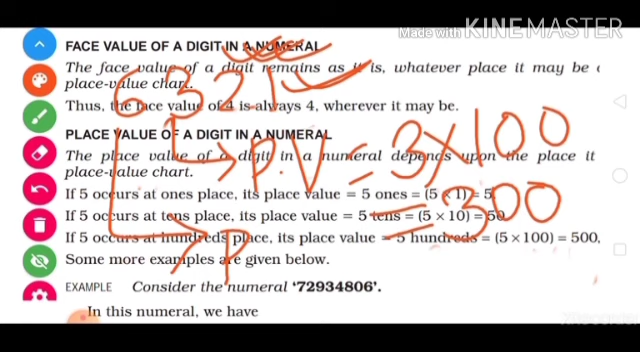 Made with KINEMASTER
FACE VALUE OF A DIGIT IN A NUMERAL
The face value of a digit remains as it is, whatever place it may be
place-value chart.
6321
Thus, the face value of 4 is always 4, wherever it may be.
PLACE VALUE OF A DIGIT IN A NUMERAL
The place value of a digit in a numeral depends upon the place it
place-value chart.
P.V = 3×100
If 5 occurs at ones place, its place value = 5 ones = (5 × 1) = 5.
If 5 occurs at tens place, its place value = 5 tens = (5 × 10) = 50.
= 300
If 5 occurs at hundreds place, its place value = 5 hundreds = (5 × 100) = 500,
P
Some more examples are given below.
EXAMPLE Consider the numeral '72934806'.
In this numeral, we have
XRecorder